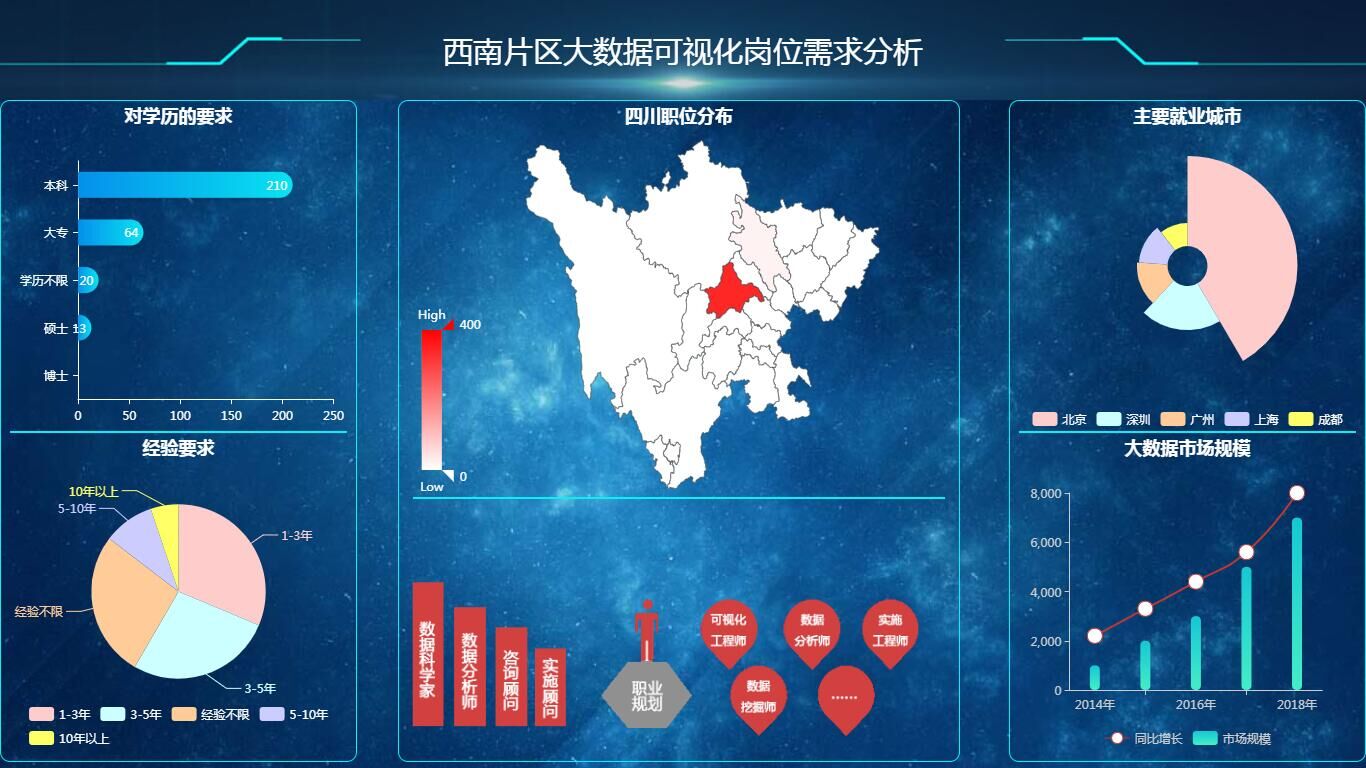 西南片区大数据可视化岗位需求分析
对学历的要求
本科
210
大专
64
学历不限
20
硕士
13
博士
0 50 100 150 200 250
经验要求
10年以上
5-10年
1-3年
经验不限
3-5年
1-3年 3-5年 经验不限 5-10年
10年以上
四川职位分布
High
400
0
Low
数据科学家
数据分析师
咨询顾问
实施顾问
职业
规划
可视化
工程师
数据
分析师
实施
工程师
数据
挖掘师
......
主要就业城市
北京 深圳 广州 上海 成都
大数据市场规模
8,000
6,000
4,000
2,000
0
2014年 2016年 2018年
同比增长 市场规模